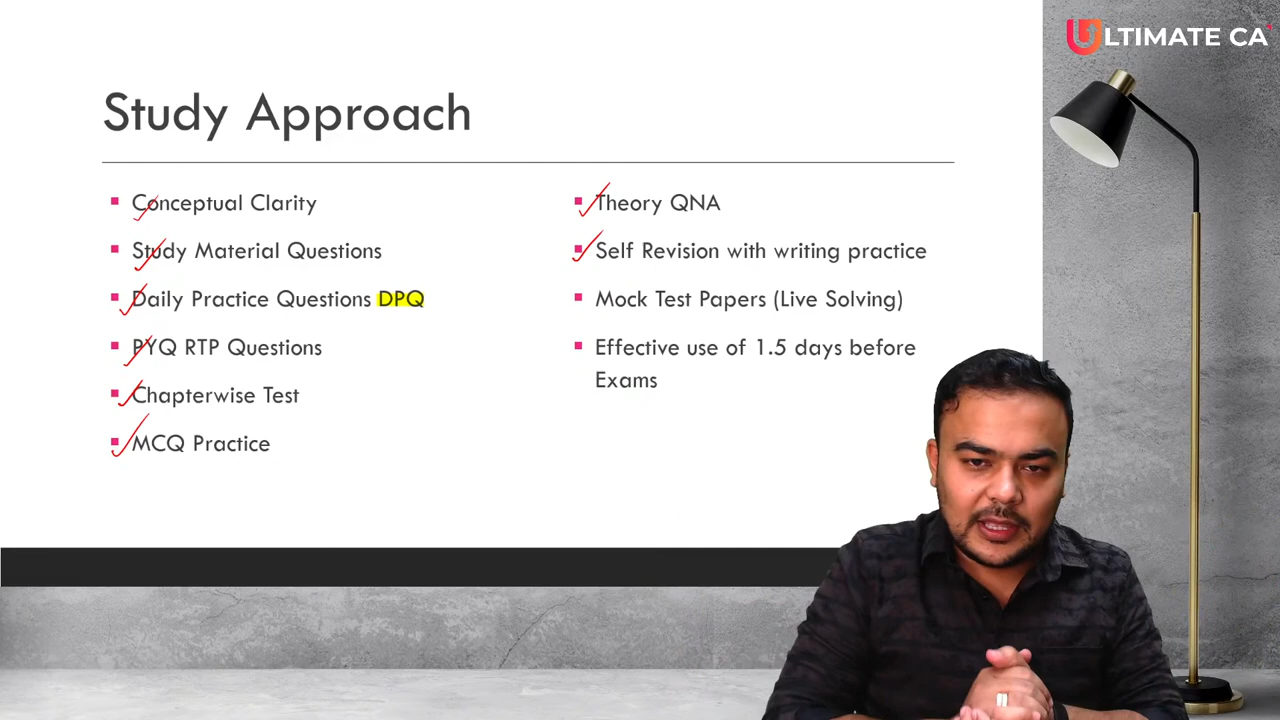 ULTIMATE CA
Study Approach
Conceptual Clarity
Study Material Questions
Daily Practice Questions DPQ
PYQ RTP Questions
Chapterwise Test
MCQ Practice
Theory QNA
Self Revision with writing practice
Mock Test Papers (Live Solving)
Effective use of 1.5 days before
Exams